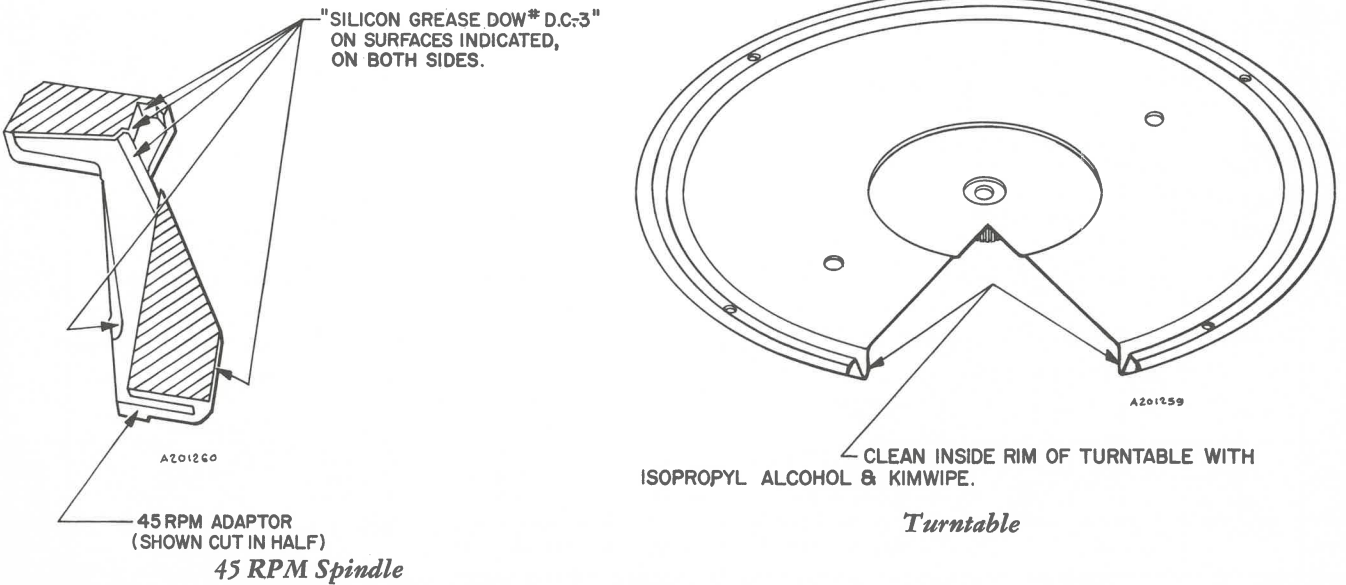 "SILICON GREASE DOW# D.C.-3"
ON SURFACES INDICATED,
ON BOTH SIDES.
A201260
45 RPM ADAPTOR
(SHOWN CUT IN HALF)
45 RPM Spindle
A201259
CLEAN INSIDE RIM OF TURNTABLE WITH
ISOPROPYL ALCOHOL & KIMWIPE.
Turntable